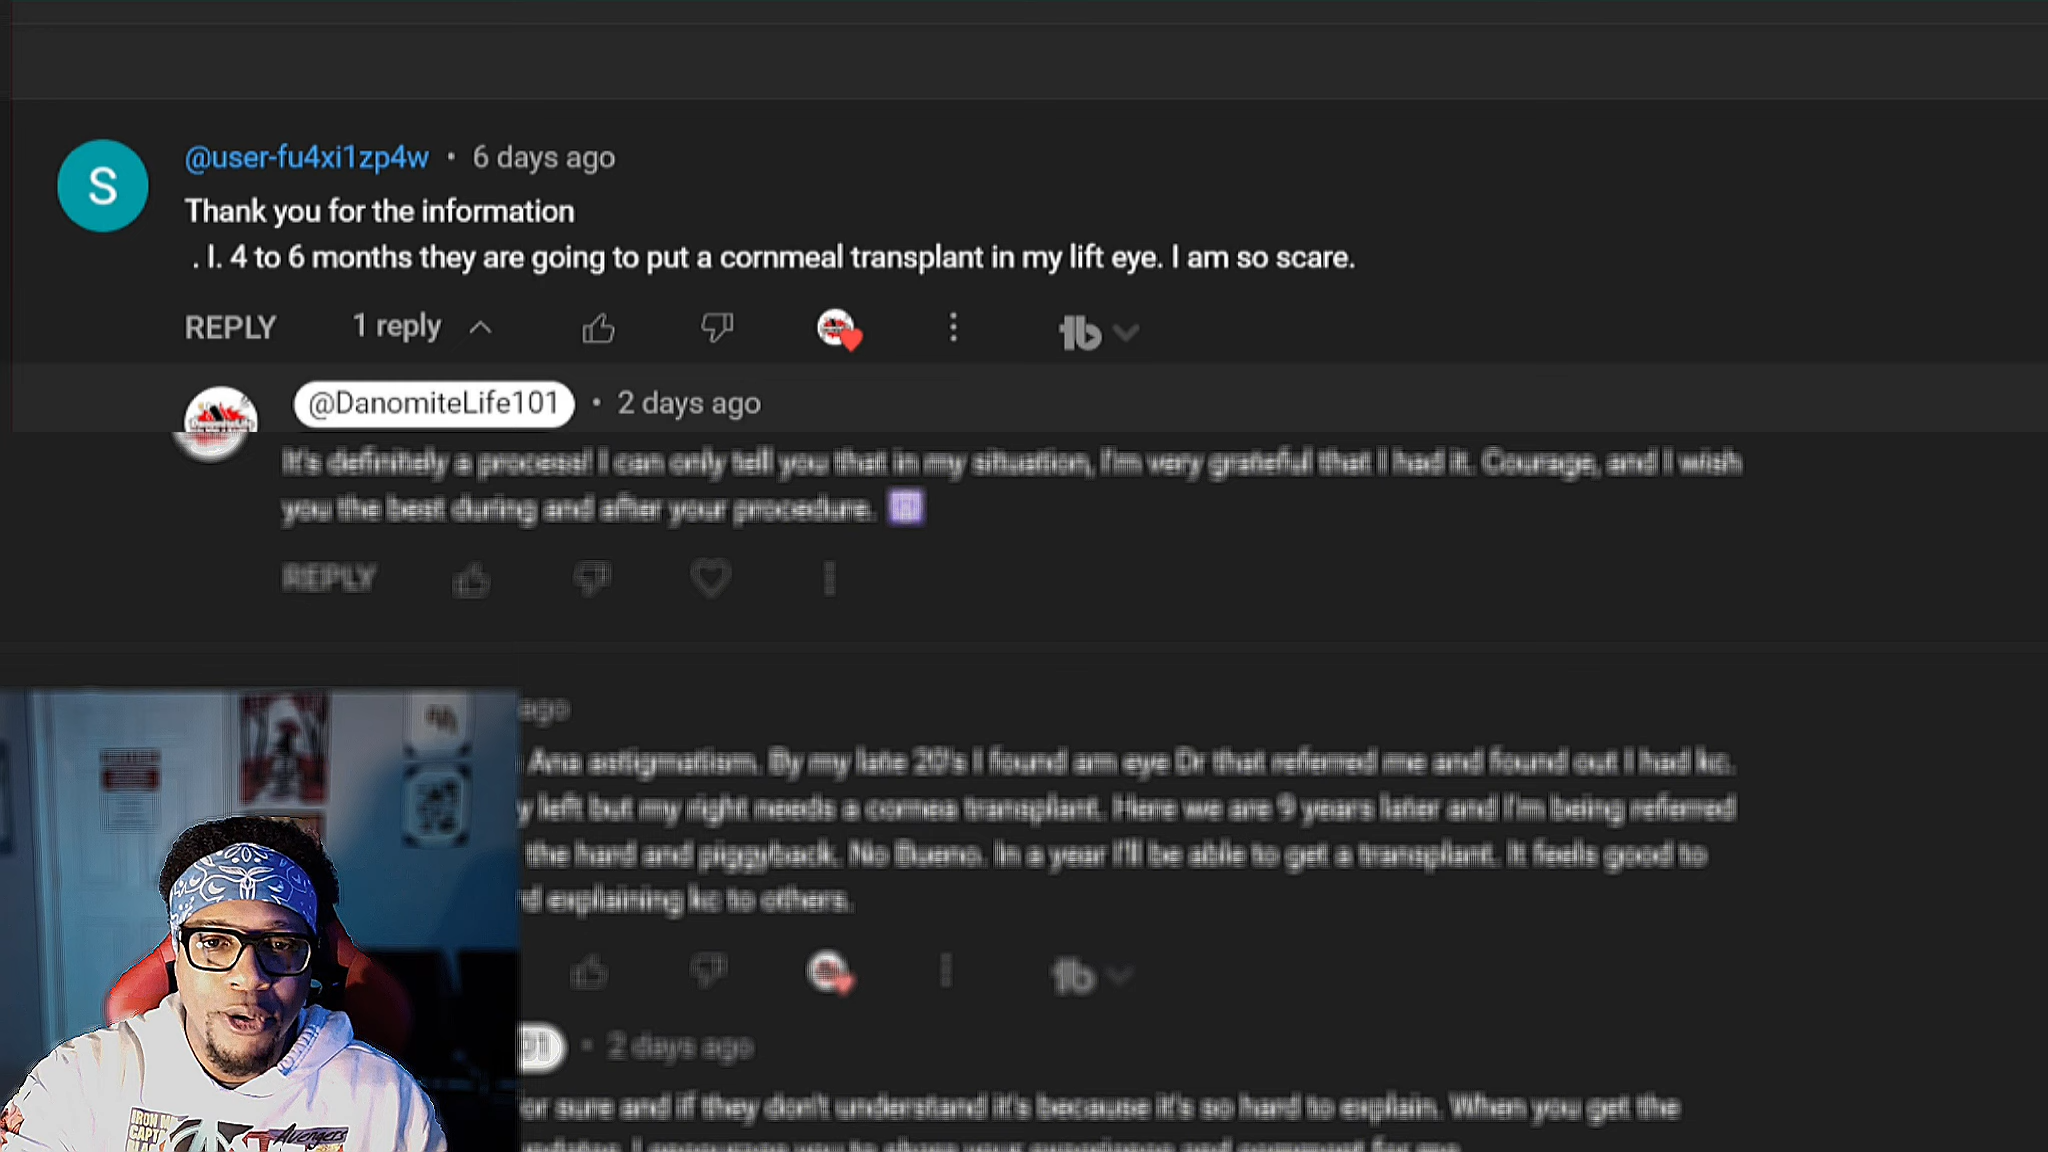 @user-fu4xi1zp4w • 6 days ago
S
Thank you for the information
. I. 4 to 6 months they are going to put a cornmeal transplant in my lift eye. I am so scare.
REPLY 1 reply
@DanomiteLife101 • 2 days ago
It's definitely a process! I can only tell you that in my situation, I'm very grateful that I had it. Courage, and I wish
you the best during and after your procedure.
REPLY
ago
Ana astigmatism. By my late 20's I found am eye Dr that referred me and found out I had kc.
y left but my right needs a cornea transplant. Here we are 9 years later and I'm being referred
the hard and piggyback. No Bueno. In a year I'll be able to get a transplant. It feels good to
d explaining kc to others.
01 • 2 days ago
or sure and if they don't understand it's because it's so hard to explain. When you get the
IRON M
CAPT
Avengers